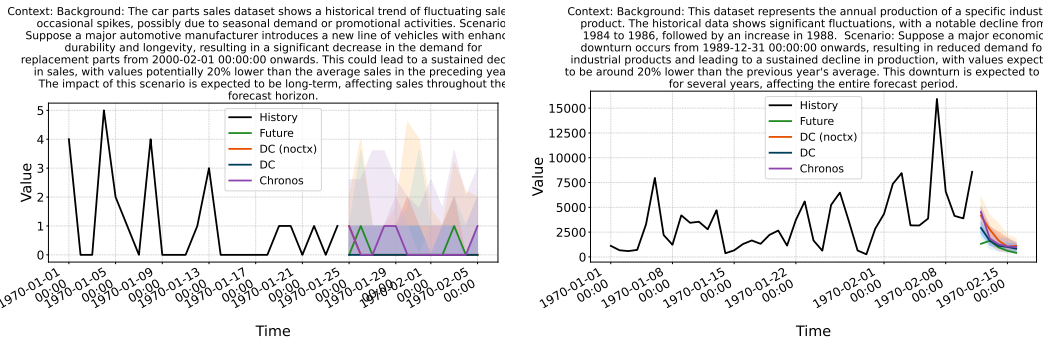 Context: Background: The car parts sales dataset shows a historical trend of fluctuating sale
occasional spikes, possibly due to seasonal demand or promotional activities. Scenario
Suppose a major automotive manufacturer introduces a new line of vehicles with enhanc
durability and longevity, resulting in a significant decrease in the demand for
replacement parts from 2000-02-01 00:00:00 onwards. This could lead to a sustained dec
in sales, with values potentially 20% lower than the average sales in the preceding yea
The impact of this scenario is expected to be long-term, affecting sales throughout the
forecast horizon.
5
4
3
2
1
0
Value
History
Future
DC (noctx)
DC
Chronos
1970-01-01 00:00
1970-01-05 00:00
1970-01-09 00:00
1970-01-13 00:00
1970-01-17 00:00
1970-01-21 00:00
1970-01-25 00:00
1970-01-29 00:00
1970-02-01 00:00
1970-02-05 00:00
Time
Context: Background: This dataset represents the annual production of a specific indust
product. The historical data shows significant fluctuations, with a notable decline from
1984 to 1986, followed by an increase in 1988.  Scenario: Suppose a major economic
downturn occurs from 1989-12-31 00:00:00 onwards, resulting in reduced demand fo
industrial products and leading to a sustained decline in production, with values expect
to be around 20% lower than the previous year's average. This downturn is expected to
for several years, affecting the entire forecast period.
15000
12500
10000
7500
5000
2500
0
Value
History
Future
DC (noctx)
DC
Chronos
1970-01-01 00:00
1970-01-08 00:00
1970-01-15 00:00
1970-01-22 00:00
1970-02-01 00:00
1970-02-08 00:00
1970-02-15 00:00
Time